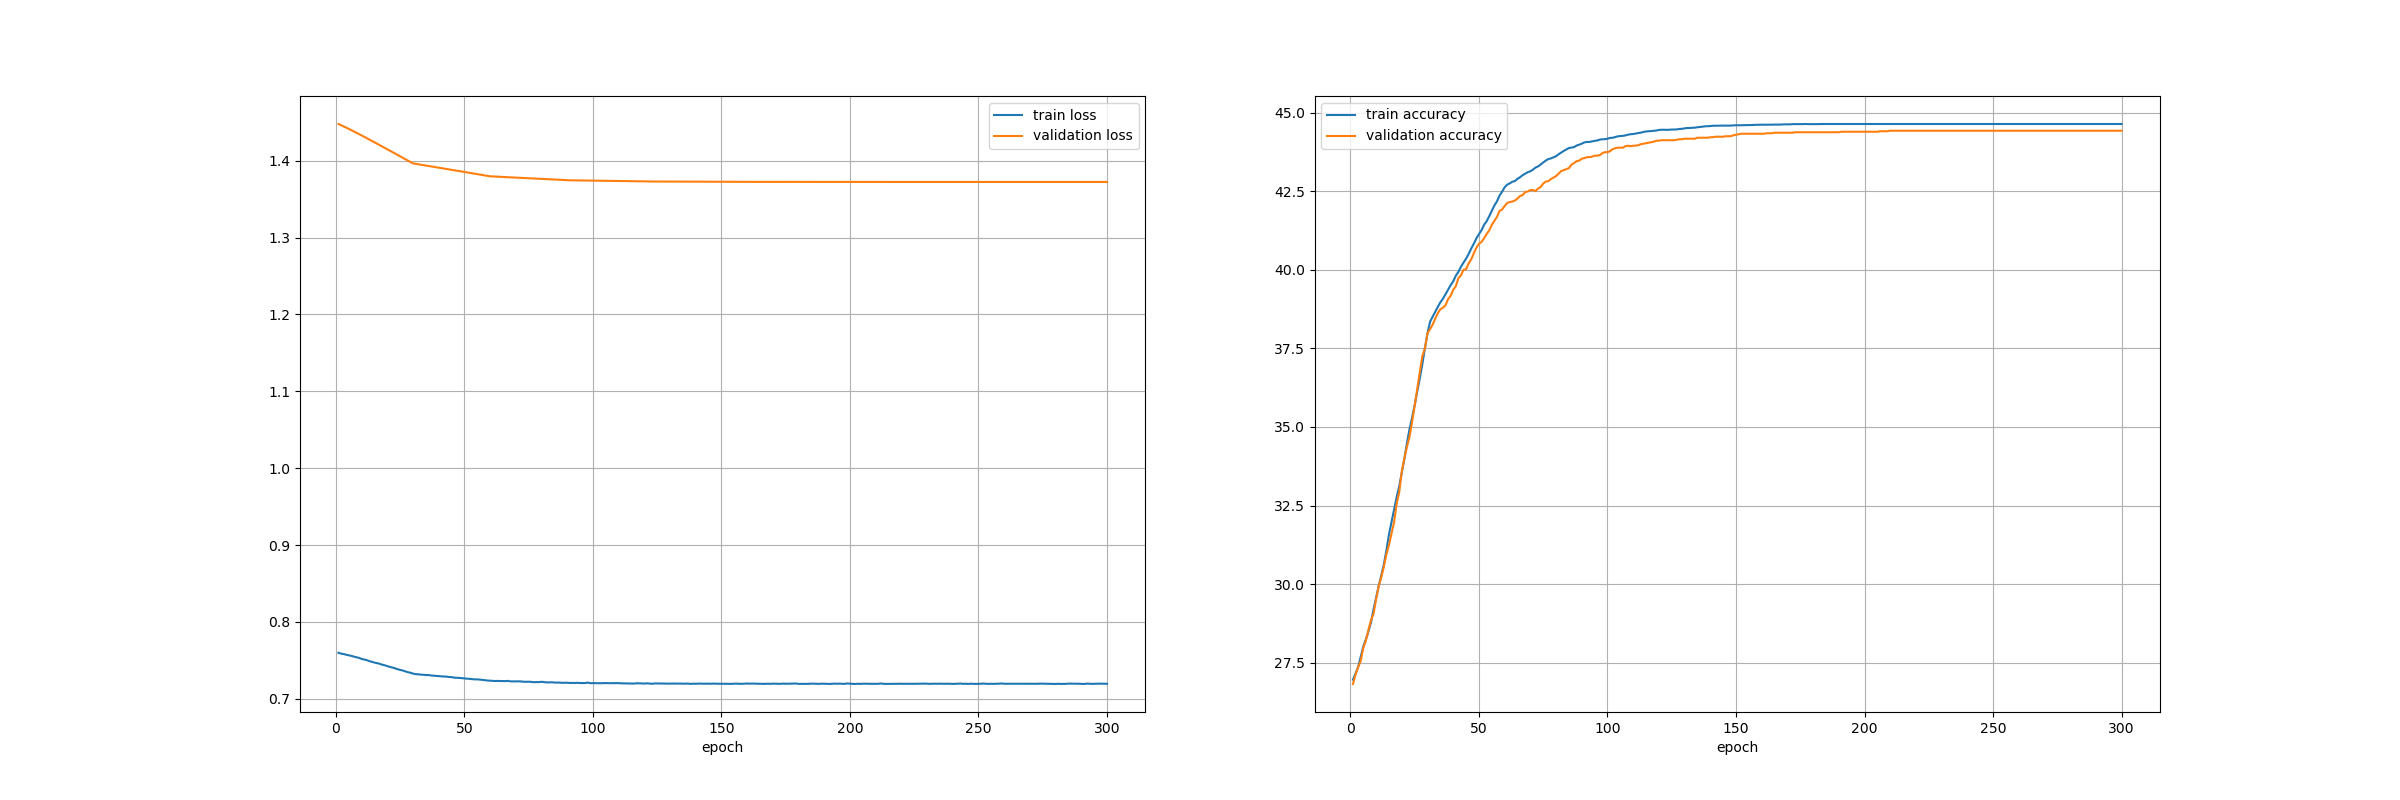 train loss
validation loss
1.4
1.3
1.2
1.1
1.0
0.9
0.8
0.7
0 50 100 150 200 250 300
epoch
train accuracy
validation accuracy
45.0
42.5
40.0
37.5
35.0
32.5
30.0
27.5
0 50 100 150 200 250 300
epoch